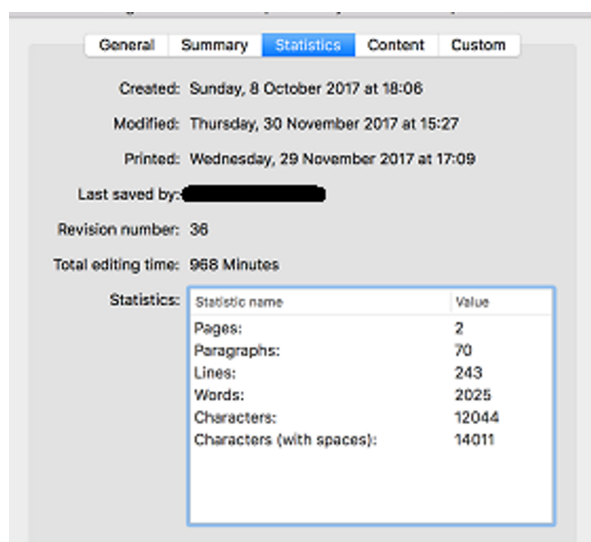 General Summary Statistics Content Custom
Created: Sunday, 8 October 2017 at 18:06
Modified: Thursday, 30 November 2017 at 15:27
Printed: Wednesday, 29 November 2017 at 17:09
Last saved by:
Revision number: 36
Total editing time: 968 Minutes
Statistics: Statistic name Value
Pages: 2
Paragraphs: 70
Lines: 243
Words: 2025
Characters: 12044
Characters (with spaces): 14011